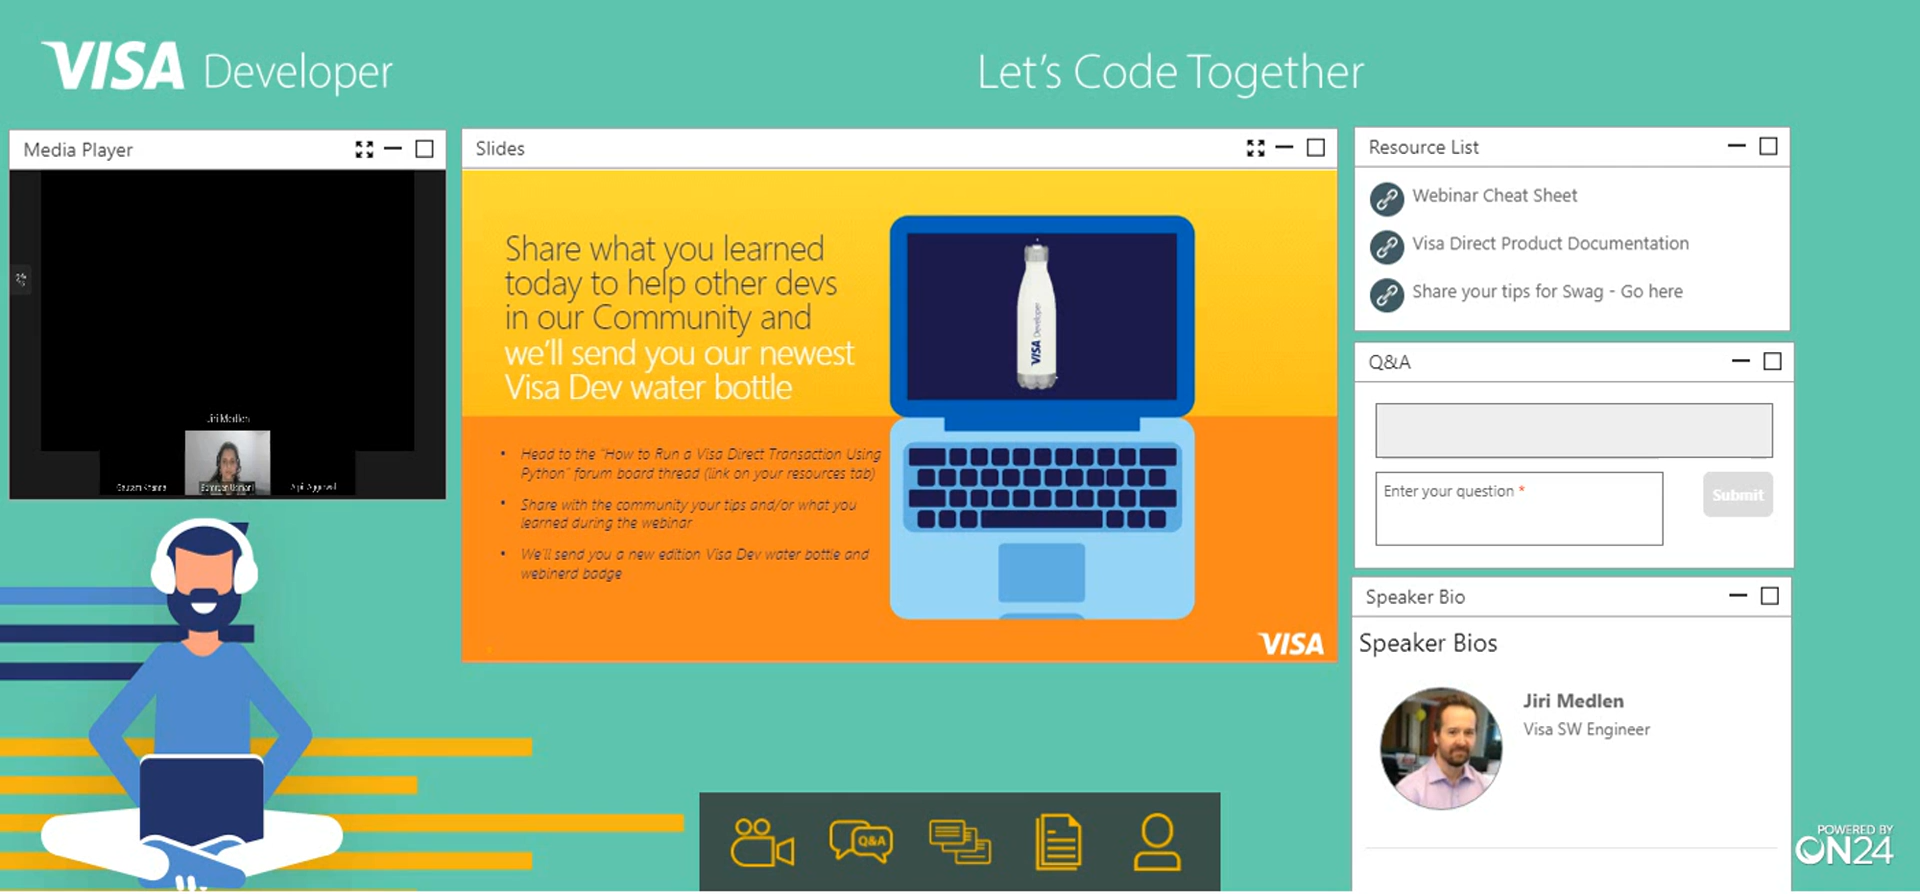 VISA Developer
Let's Code Together
Media Player
Jiri Medlen
Slides
Share what you learned
today to help other devs
in our Community and
we'll send you our newest
Visa Dev water bottle
VISA Developer
• Head to the "How to Run a Visa Direct Transaction Using
Python" forum board thread (link on your resources tab)
• Share with the community your tips and/or what you
learned during the webinar
• We'll send you a new edition Visa Dev water bottle and
webinerd badge
VISA
Resource List
Webinar Cheat Sheet
Visa Direct Product Documentation
Share your tips for Swag - Go here
Q&A
Enter your question *
Submit
Speaker Bio
Speaker Bios
Jiri Medlen
Visa SW Engineer
Q&A
POWERED BY
ON24